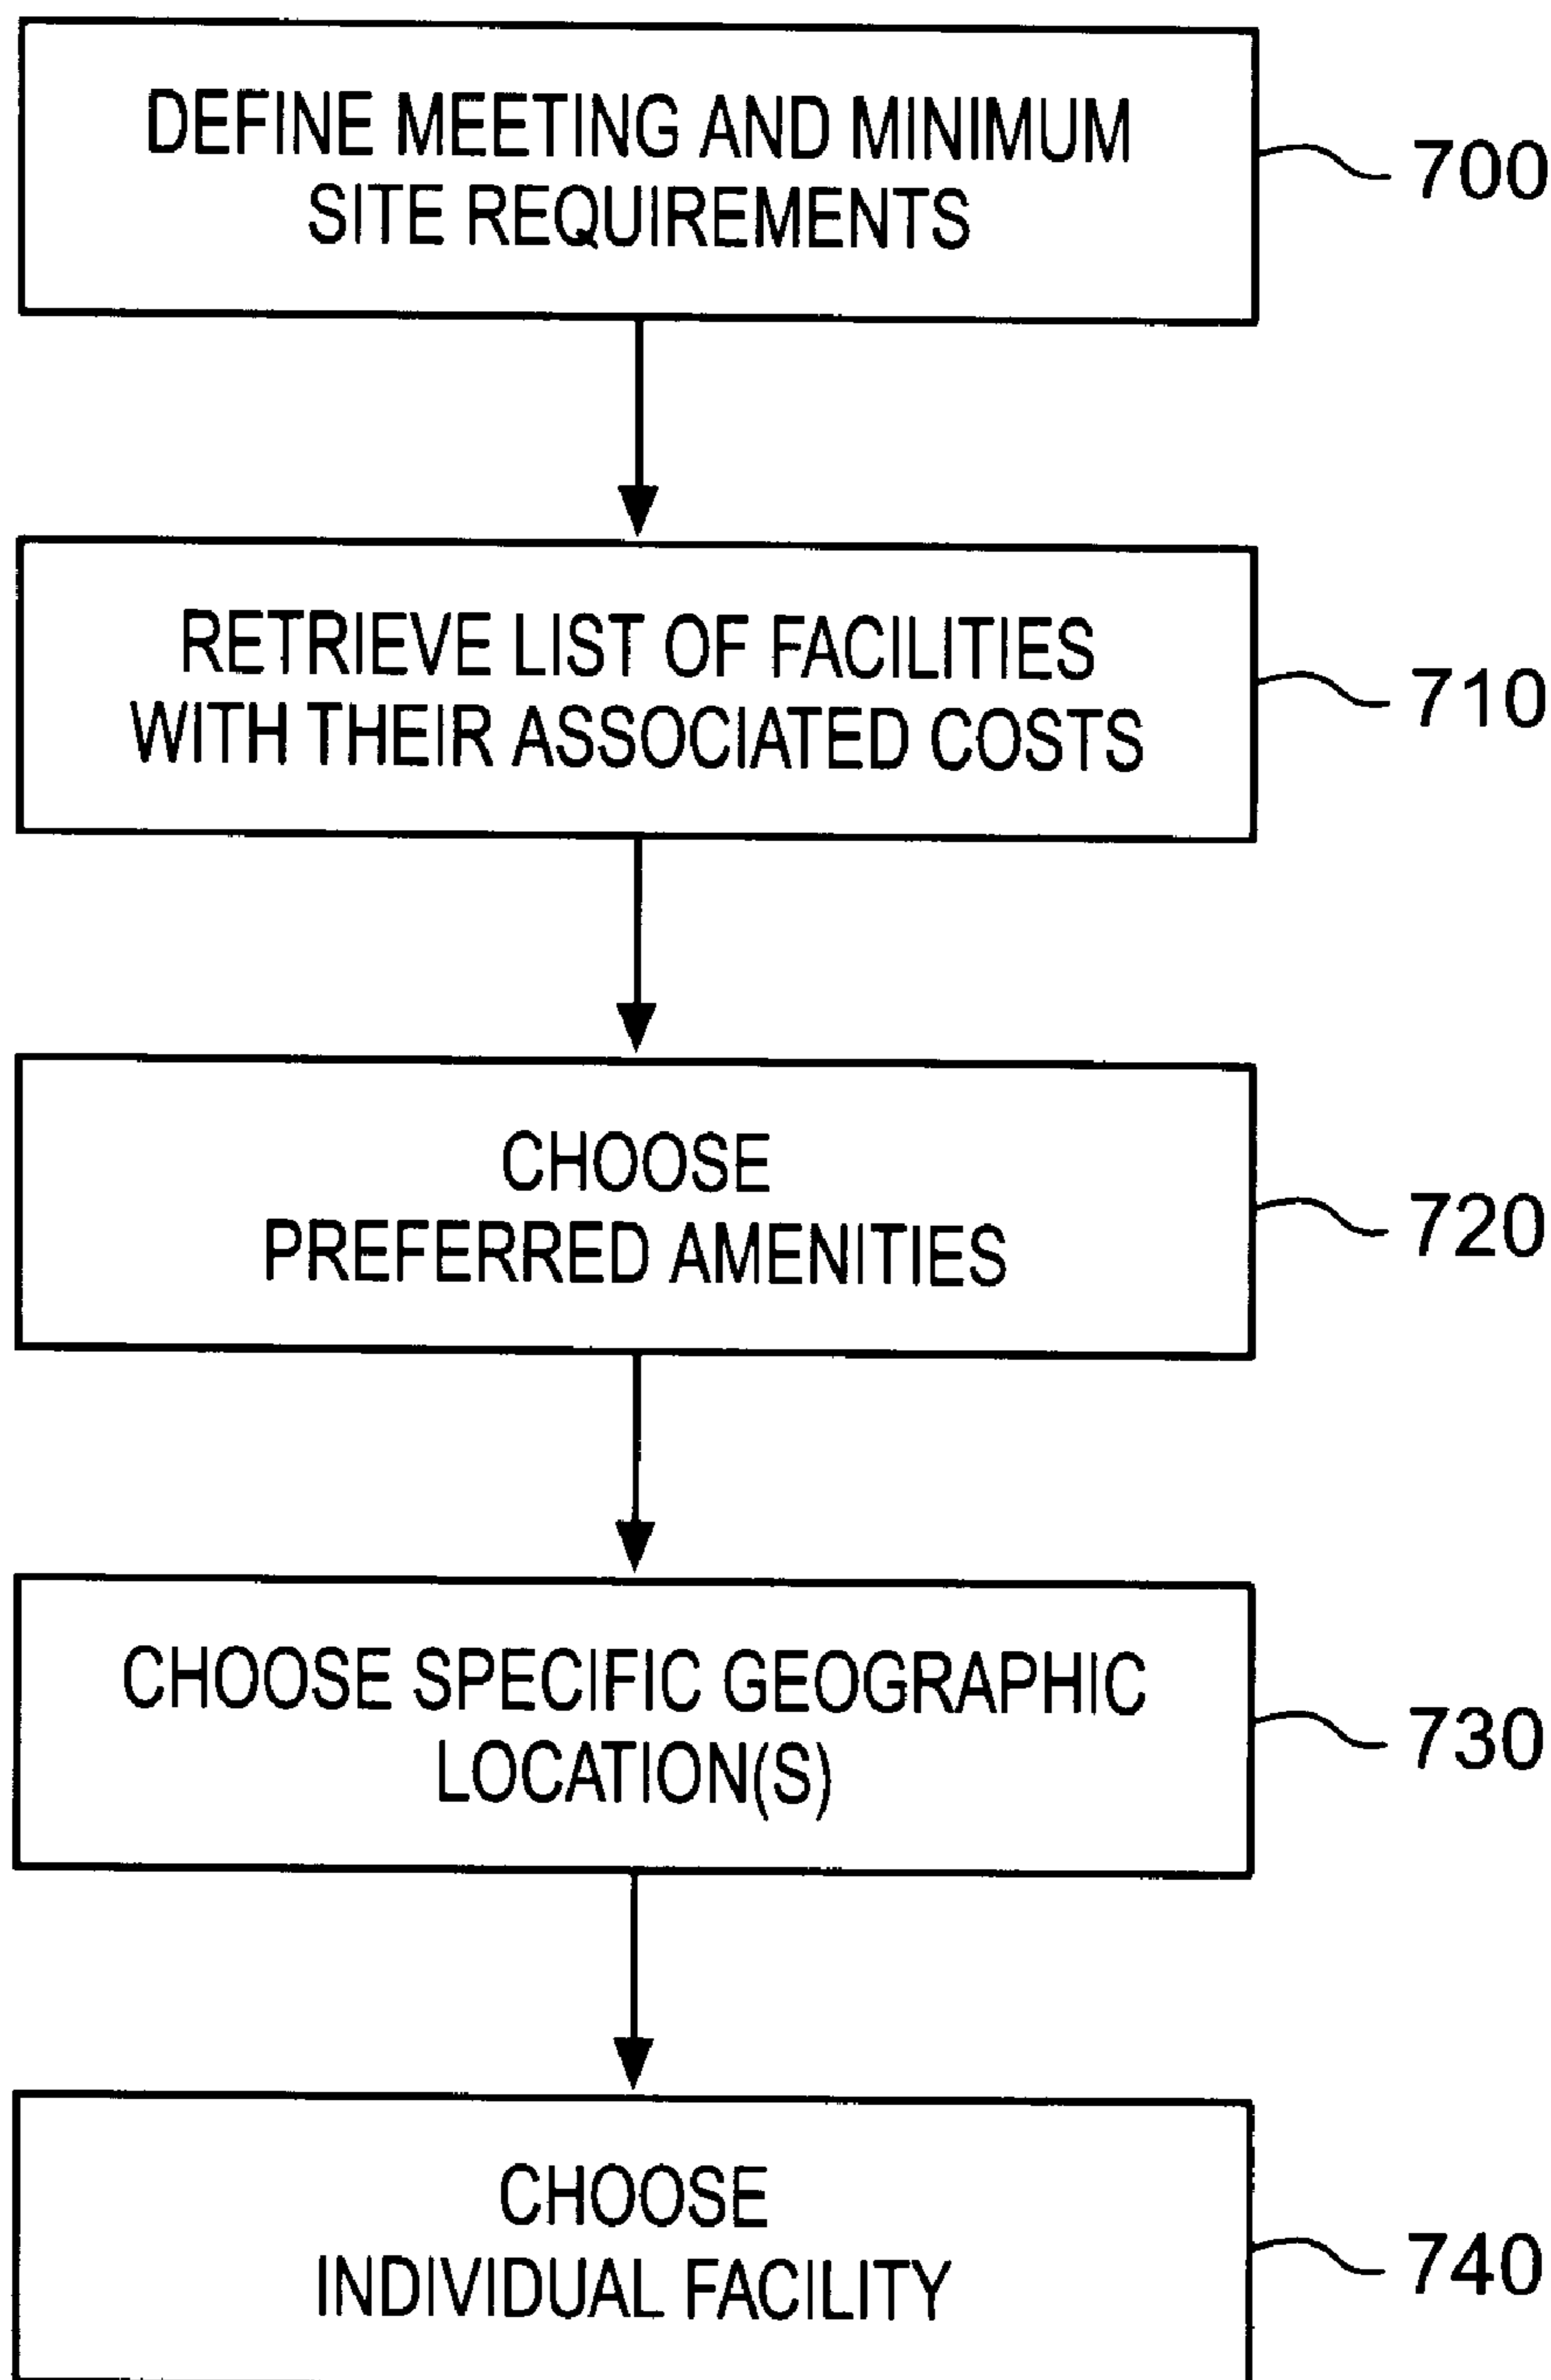 DEFINE MEETING AND MINIMUM
SITE REQUIREMENTS
700
RETRIEVE LIST OF FACILITIES
WITH THEIR ASSOCIATED COSTS
710
CHOOSE
PREFERRED AMENITIES
720
CHOOSE SPECIFIC GEOGRAPHIC
LOCATION(S)
730
CHOOSE
INDIVIDUAL FACILITY
740